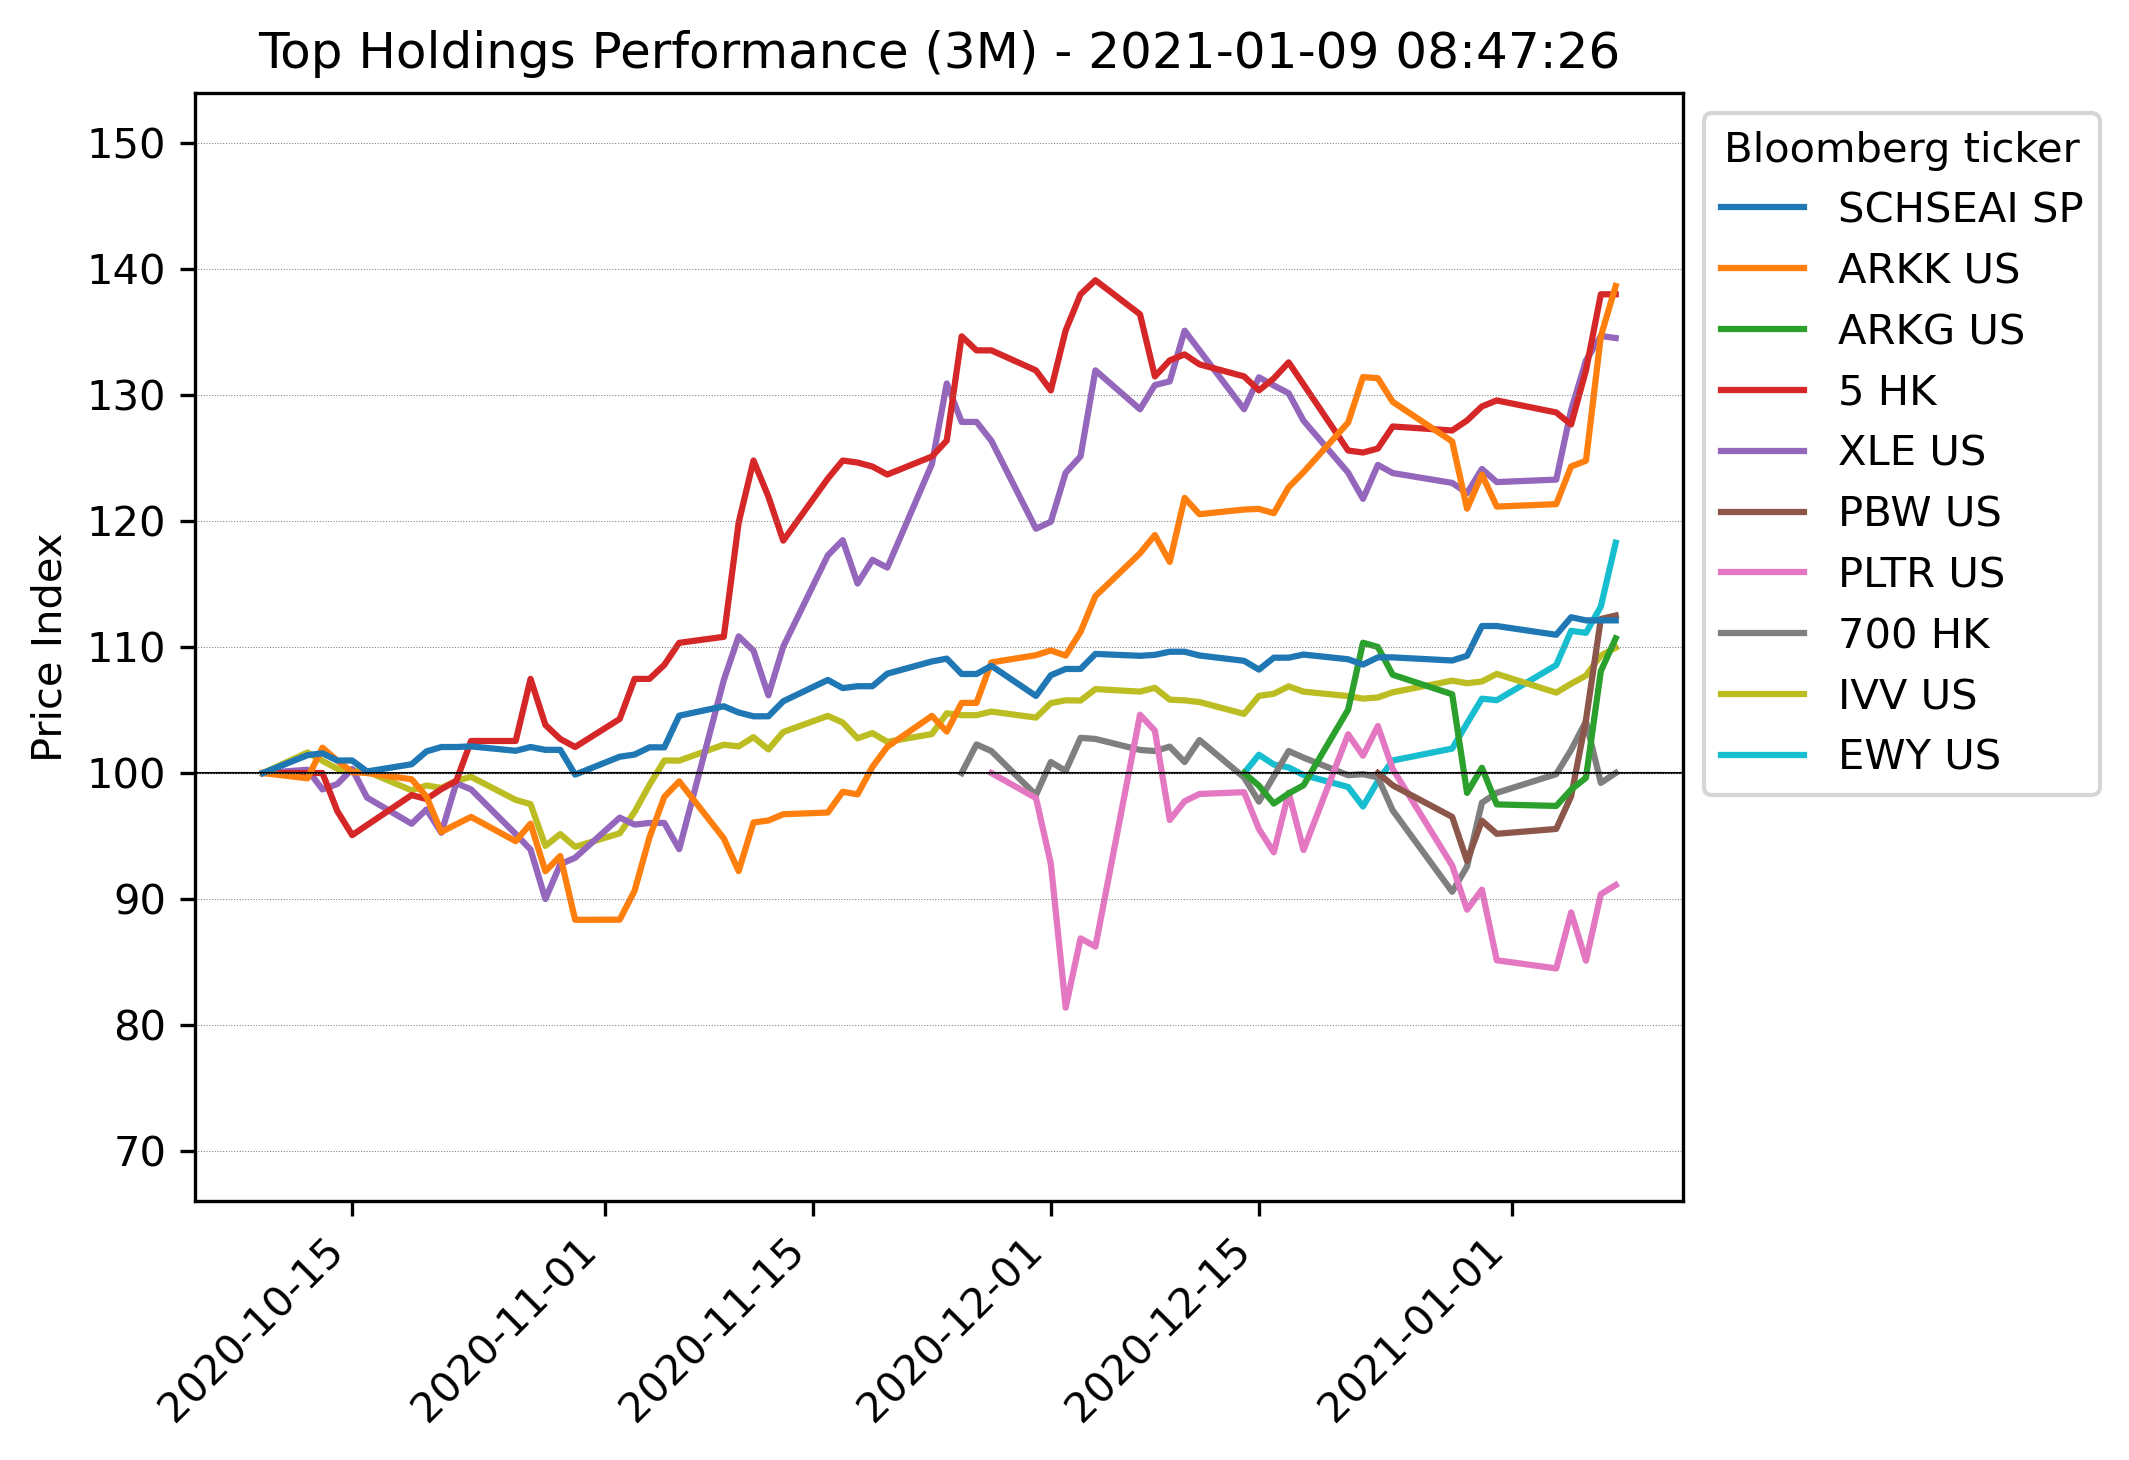 Top Holdings Performance (3M) - 2021-01-09 08:47:26
Price Index
150
140
130
120
110
100
90
80
70
2020-10-15
2020-11-01
2020-11-15
2020-12-01
2020-12-15
2021-01-01
Bloomberg ticker
SCHSEAI SP
ARKK US
ARKG US
5 HK
XLE US
PBW US
PLTR US
700 HK
IVV US
EWY US